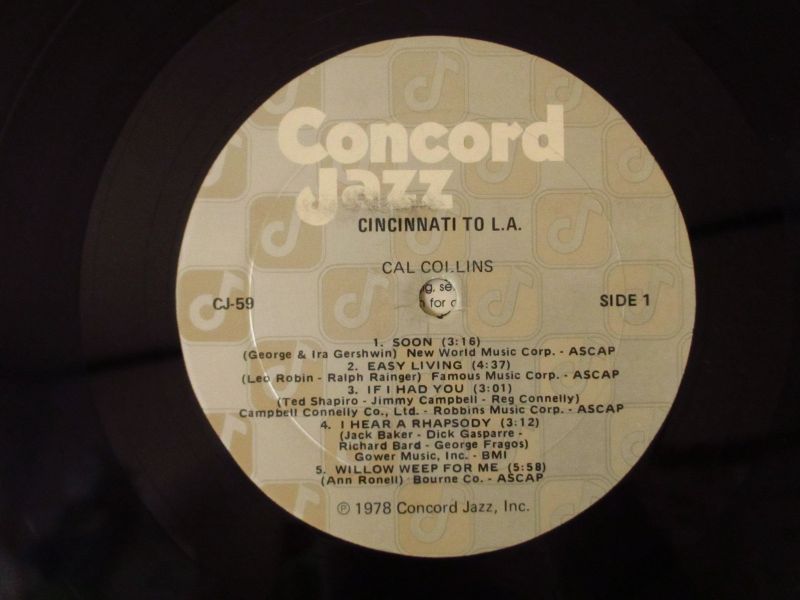 Concord
Jazz
CINCINNATI TO L.A.
CAL COLLINS
g, se
for
CJ-59
SIDE 1
1. SOON (3:16)
(George & Ira Gershwin) New World Music Corp. - ASCAP
2. EASY LIVING (4:37)
(Leo Robin - Ralph Rainger) Famous Music Corp. - ASCAP
3. IF I HAD YOU (3:01)
(Ted Shapiro - Jimmy Campbell - Reg Connelly)
Campbell Connelly Co., Ltd. - Robbins Music Corp. - ASCAP
4. I HEAR A RHAPSODY (3:12)
(Jack Baker - Dick Gasparre -
Richard Bard - George Fragos)
Gower Music, Inc. - BMI
5. WILLOW WEEP FOR ME (5:58)
(Ann Ronell) Bourne Co. - ASCAP
℗ 1978 Concord Jazz, Inc.